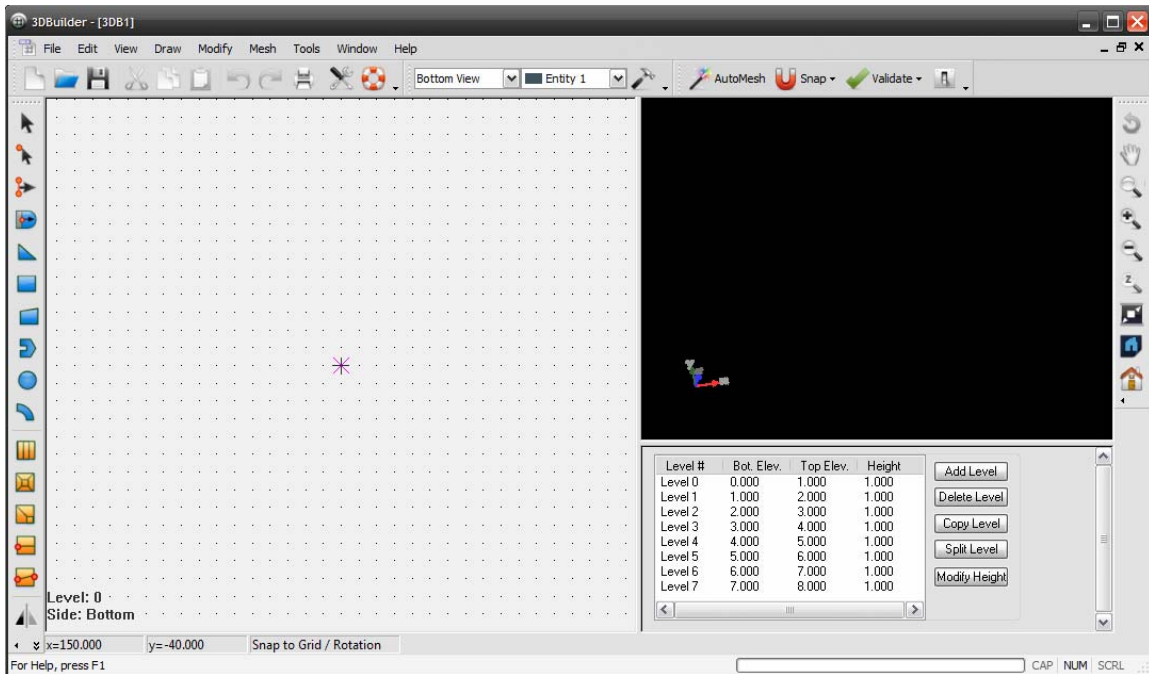 3DBuilder - [3DB1]
File Edit View Draw Modify Mesh Tools Window Help
Bottom View Entity 1 AutoMesh Snap Validate
Level: 0
Side: Bottom
Level # Bot. Elev. Top Elev. Height
Level 0 0.000 1.000 1.000
Level 1 1.000 2.000 1.000
Level 2 2.000 3.000 1.000
Level 3 3.000 4.000 1.000
Level 4 4.000 5.000 1.000
Level 5 5.000 6.000 1.000
Level 6 6.000 7.000 1.000
Level 7 7.000 8.000 1.000
Add Level
Delete Level
Copy Level
Split Level
Modify Height
x=150.000 y=-40.000 Snap to Grid / Rotation
For Help, press F1 CAP NUM SCRL